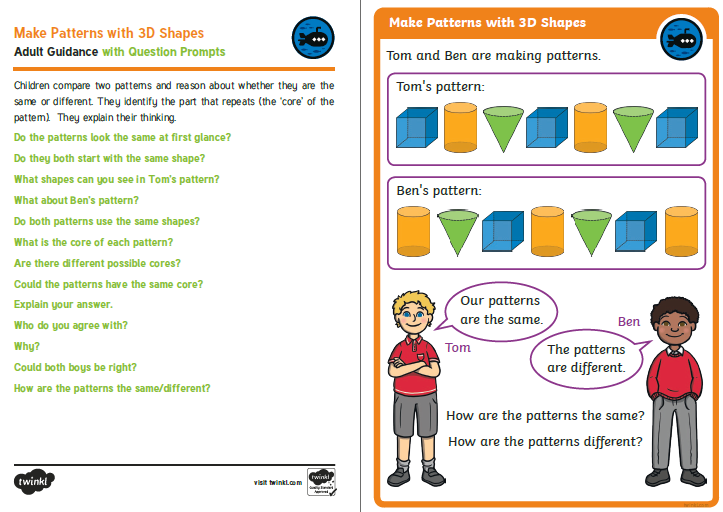 Make Patterns with 3D Shapes
Adult Guidance with Question Prompts
Children compare two patterns and reason about whether they are the
same or different. They identify the part that repeats (the 'core' of the
pattern). They explain their thinking.
Do the patterns look the same at first glance?
Do they both start with the same shape?
What shapes can you see in Tom's pattern?
What about Ben's pattern?
Do both patterns use the same shapes?
What is the core of each pattern?
Are there different possible cores?
Could the patterns have the same core?
Explain your answer.
Who do you agree with?
Why?
Could both boys be right?
How are the patterns the same/different?
twinkl
visit twinkl.com
twinkl
Quality Standard
Approved
Make Patterns with 3D Shapes
Tom and Ben are making patterns.
Tom's pattern:
Ben's pattern:
Our patterns
are the same.
Tom
Ben
The patterns
are different.
How are the patterns the same?
How are the patterns different?